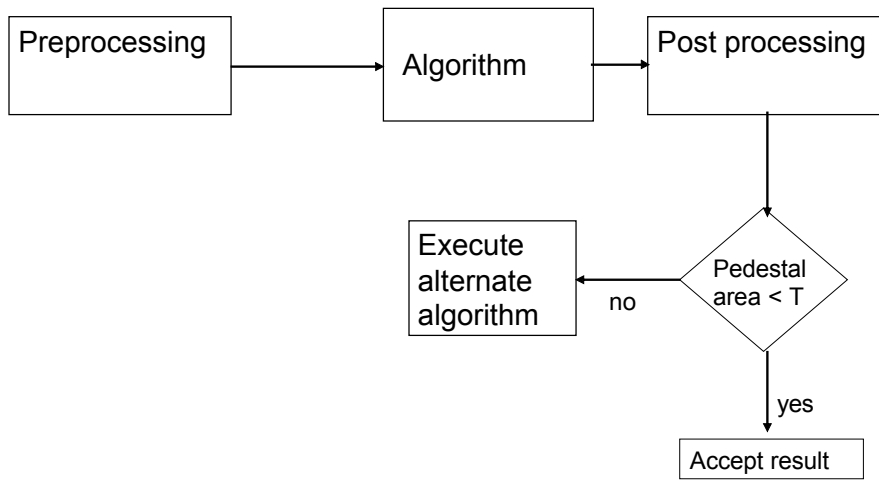 Preprocessing
Algorithm
Post processing
Pedestal
area < T
no
Execute
alternate
algorithm
yes
Accept result